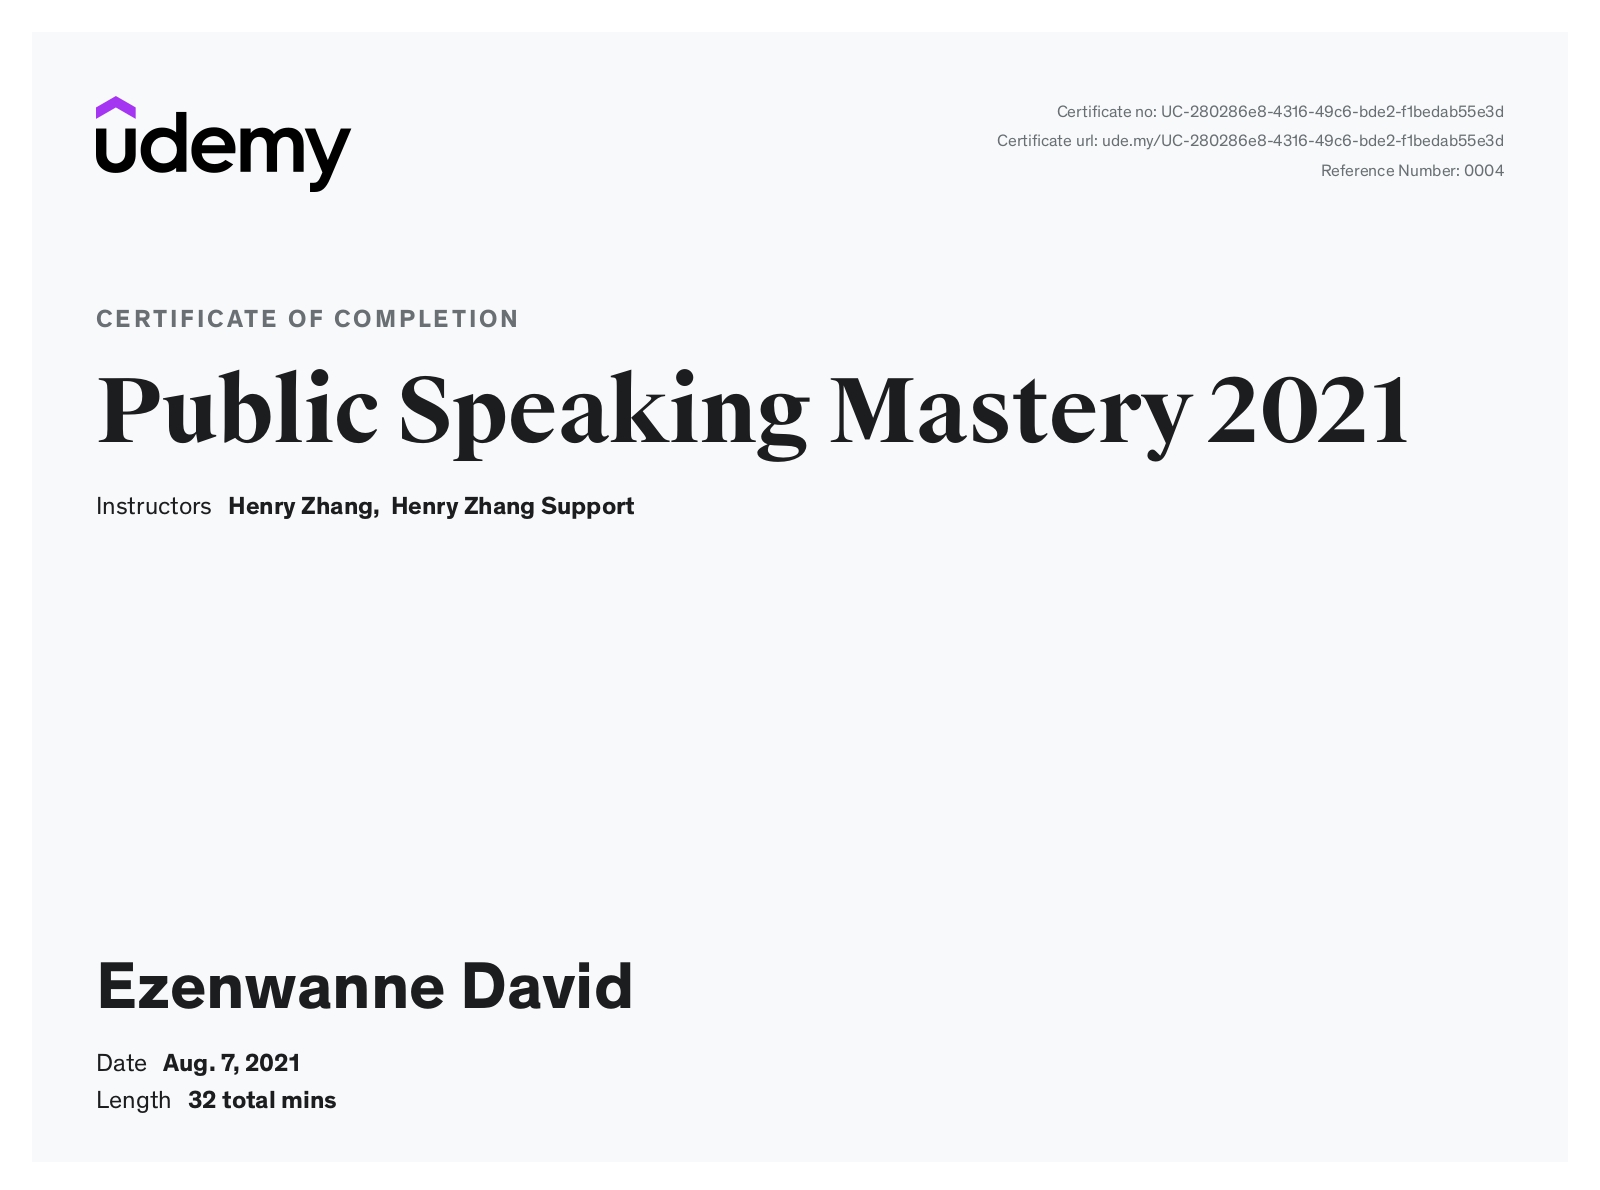 udemy
Certificate no: UC-280286e8-4316-49c6-bde2-f1bedab55e3d
Certificate url: ude.my/UC-280286e8-4316-49c6-bde2-f1bedab55e3d
Reference Number: 0004
CERTIFICATE OF COMPLETION
Public Speaking Mastery 2021
Instructors Henry Zhang, Henry Zhang Support
Ezenwanne David
Date Aug. 7, 2021
Length 32 total mins